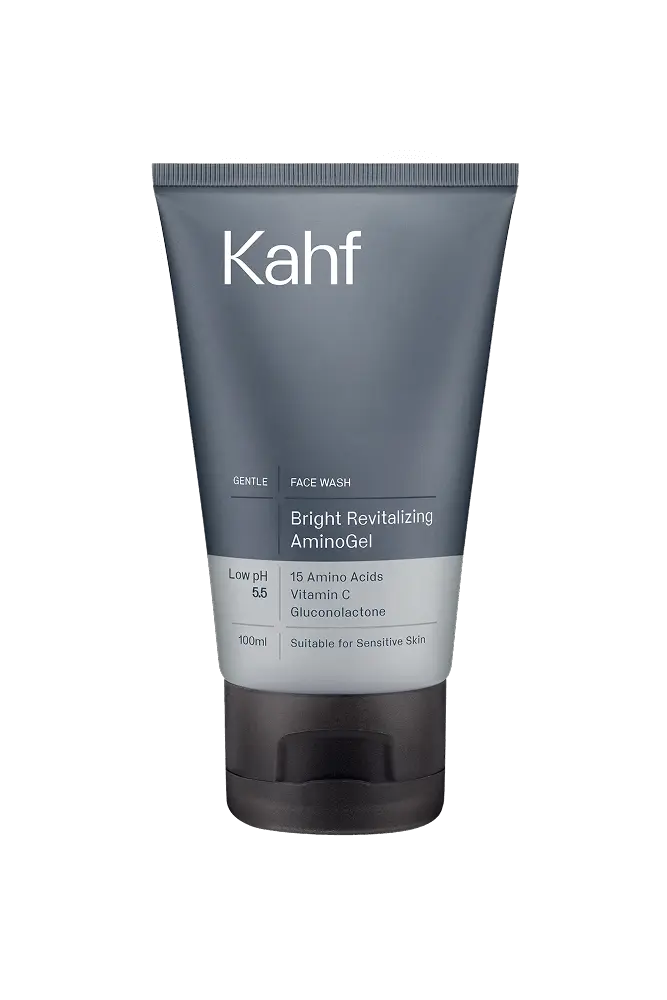 Kahf
GENTLE
FACE WASH
Bright Revitalizing
AminoGel
Low pH
5.5
15 Amino Acids
Vitamin C
Gluconolactone
100ml
Suitable for Sensitive Skin